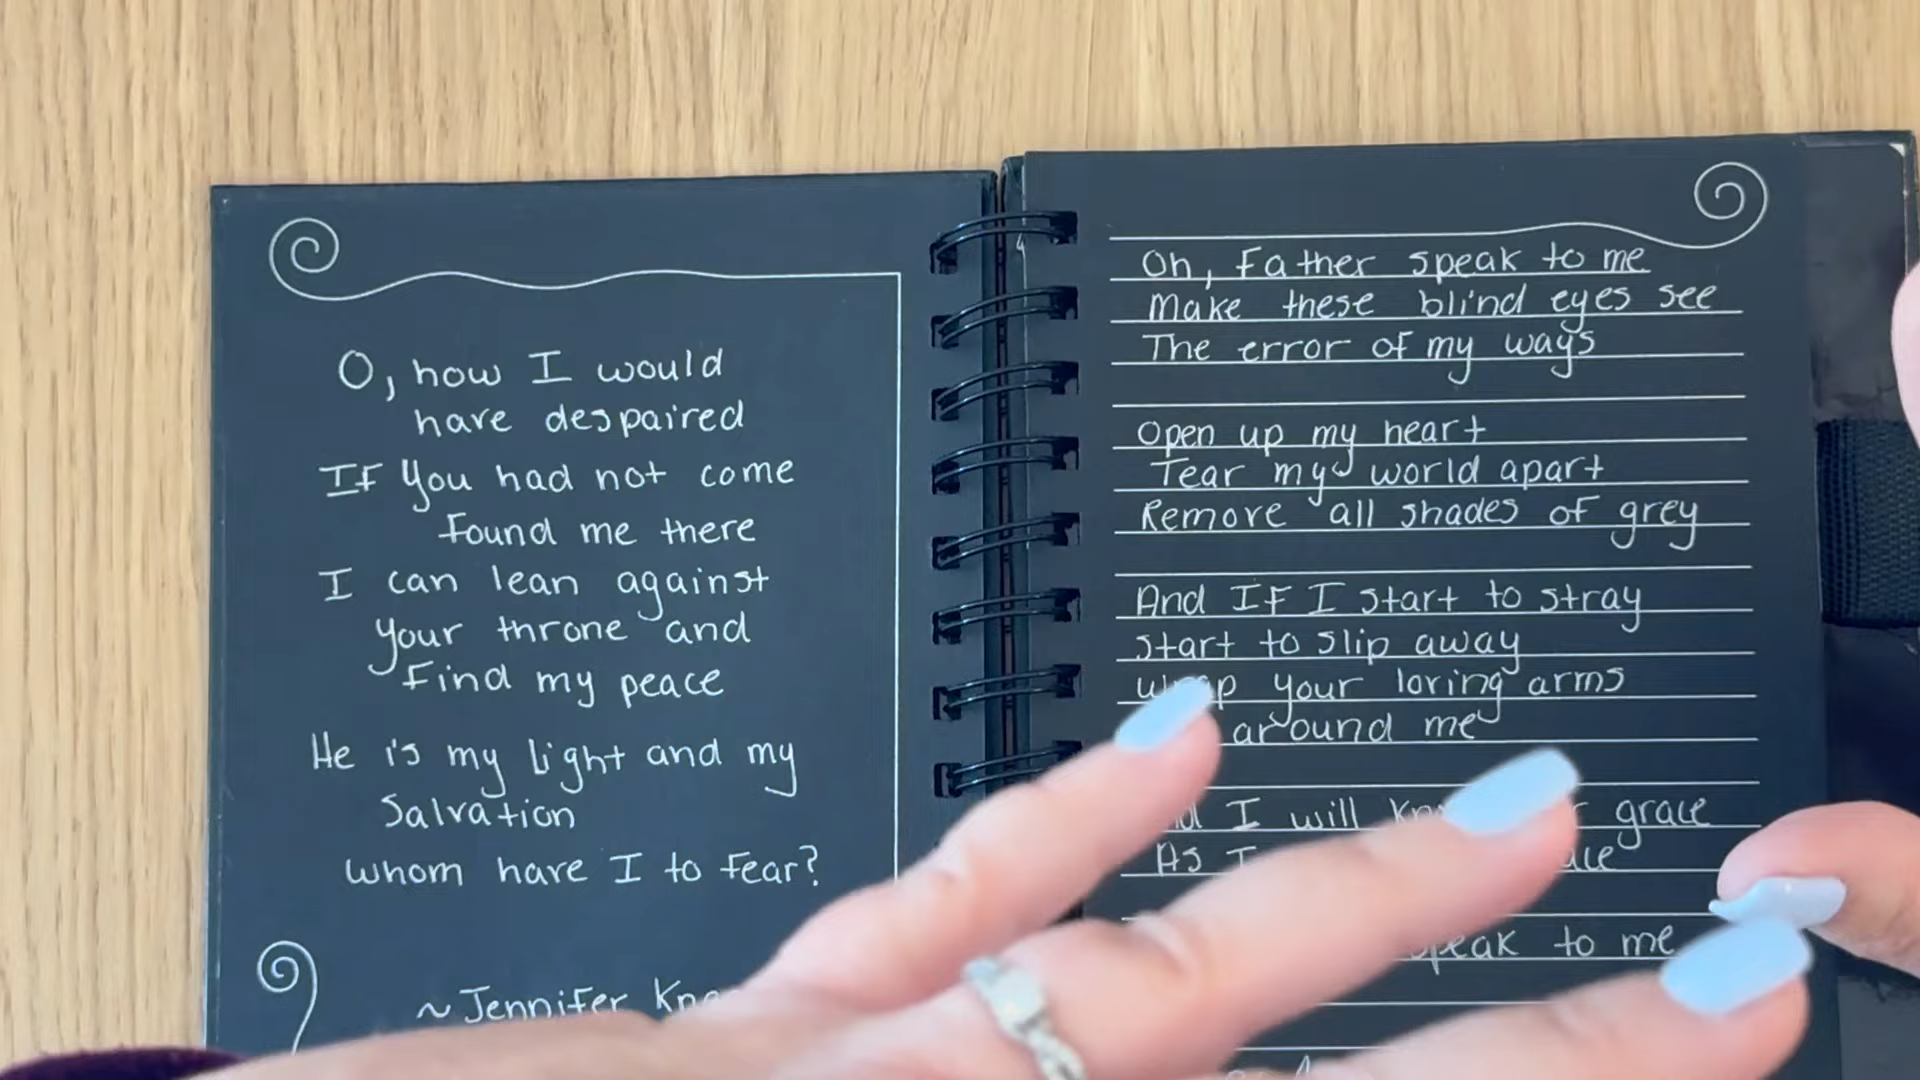 O, how I would
have despaired
If You had not come
Found me there
I can lean against
your throne and
Find my peace
He is my Light and my
Salvation
whom have I to fear?
~Jennifer
Oh, Father speak to me
Make these blind eyes see
The error of my ways
Open up my heart
Tear my world apart
Remove all shades of grey
And IF I start to stray
start to slip away
your loving arms
around me
I will grace
As I
speak to me